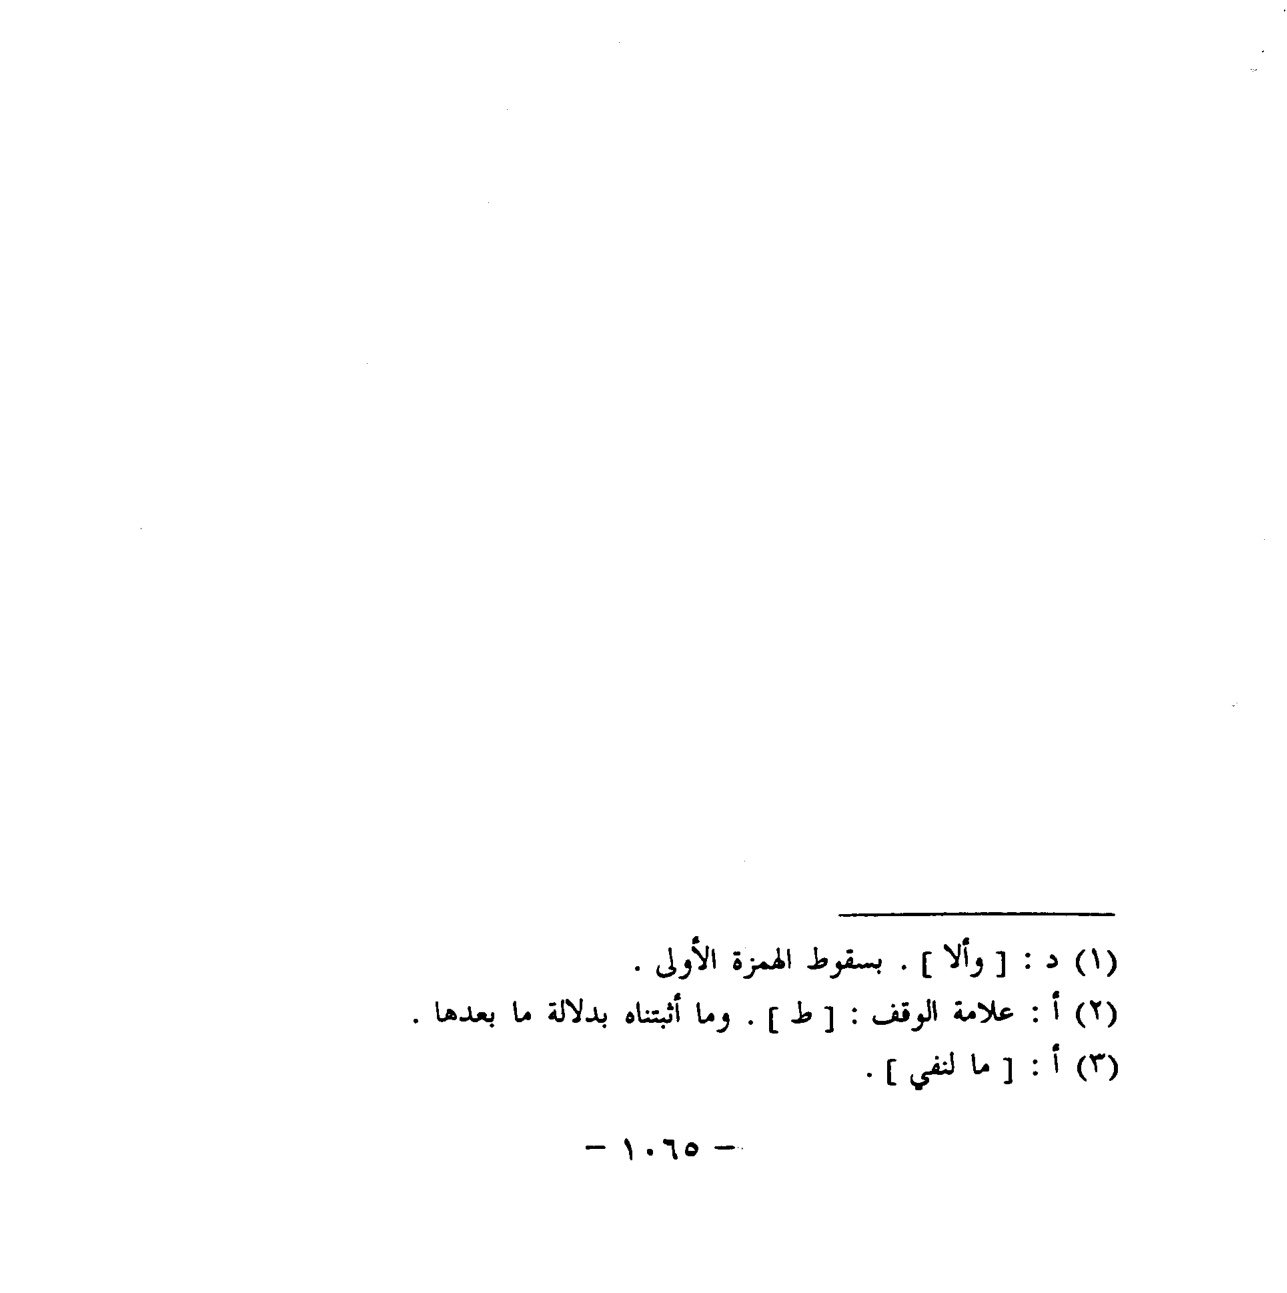 (١) د : [ وألا ] . بسقوط الهمزة الأولى .
(٢) أ : علامة الوقف : [ ط ] . وما أثبتناه بدلالة ما بعدها .
(٣) أ : [ ما لنفي ] .
– ١٠٦٥ –